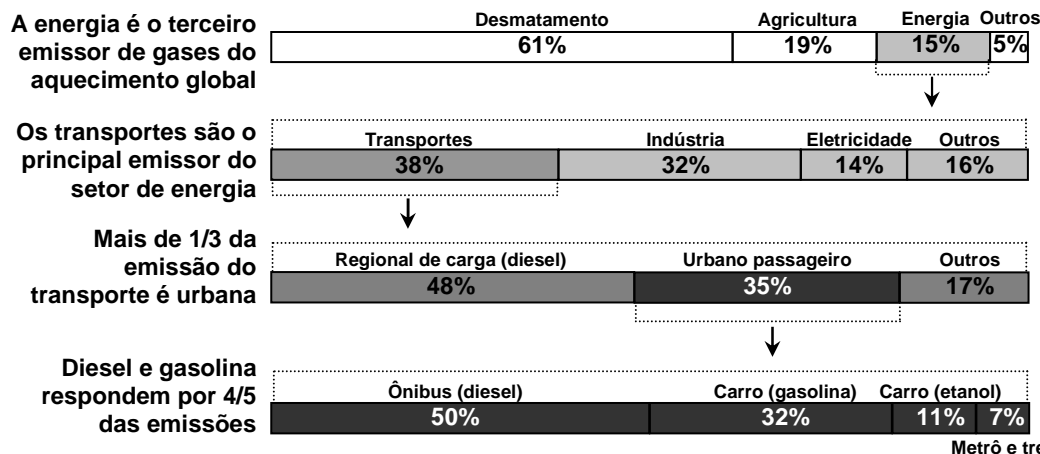 A energia é o terceiro
emissor de gases do
aquecimento global
Desmatamento Agricultura Energia Outros
61% 19% 15% 5%
Os transportes são o
principal emissor do
setor de energia
Transportes Indústria Eletricidade Outros
38% 32% 14% 16%
Mais de 1/3 da
emissão do
transporte é urbana
Regional de carga (diesel) Urbano passageiro Outros
48% 35% 17%
Diesel e gasolina
respondem por 4/5
das emissões
Ônibus (diesel) Carro (gasolina) Carro (etanol)
50% 32% 11% 7%
Metrô e tre